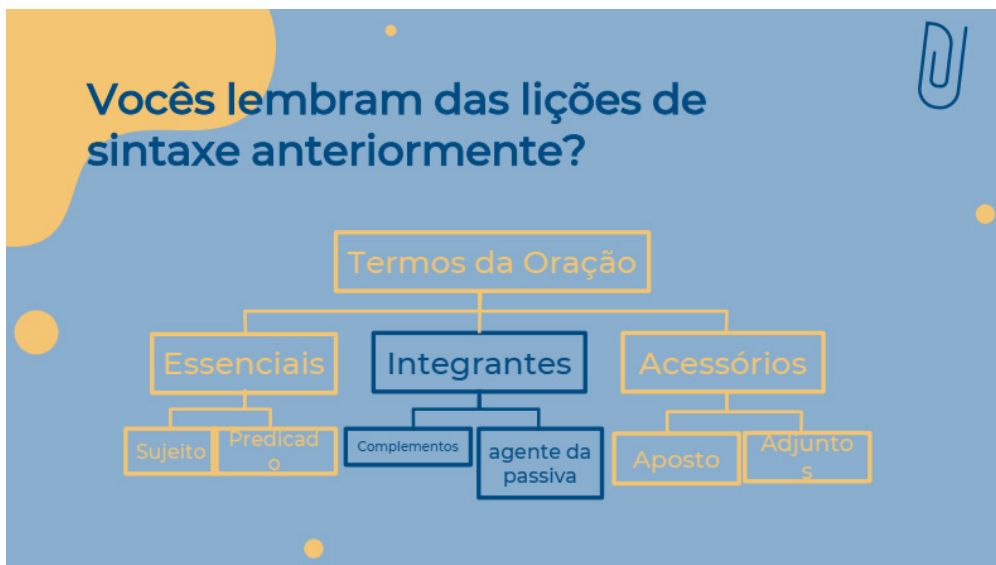 Vocês lembram das lições de
sintaxe anteriormente?
Termos da Oração
Essenciais
Integrantes
Acessórios
Sujeito
Predicad
o
Complementos
agente da
passiva
Aposto
Adjunto
s